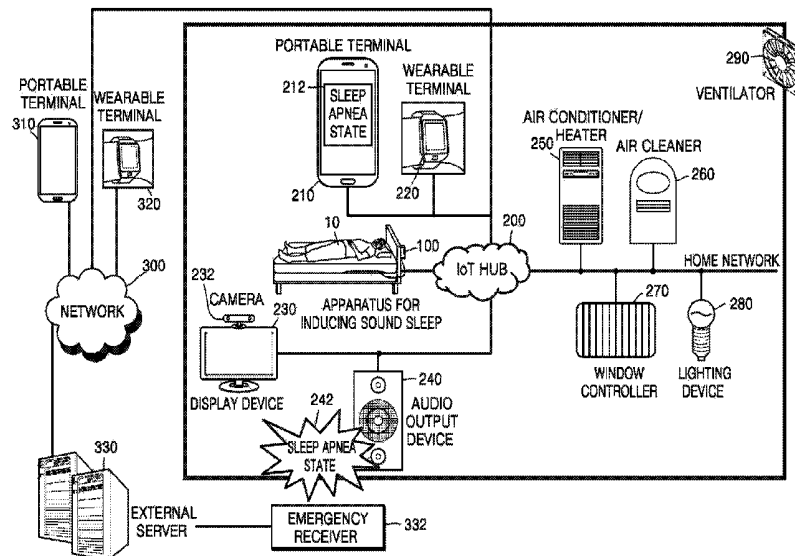 PORTABLE TERMINAL
212
SLEEP
APNEA
STATE
210
WEARABLE
TERMINAL
220
290
VENTILATOR
PORTABLE
TERMINAL
310
WEARABLE
TERMINAL
320
AIR CONDITIONER/
HEATER
250
AIR CLEANER
260
10
100
200
IoT HUB
HOME NETWORK
APPARATUS FOR
INDUCING SOUND SLEEP
300
NETWORK
232
CAMERA
230
DISPLAY DEVICE
270
WINDOW
CONTROLLER
280
LIGHTING
DEVICE
240
AUDIO
OUTPUT
DEVICE
242
SLEEP APNEA
STATE
330
EXTERNAL
SERVER
EMERGENCY
RECEIVER
332